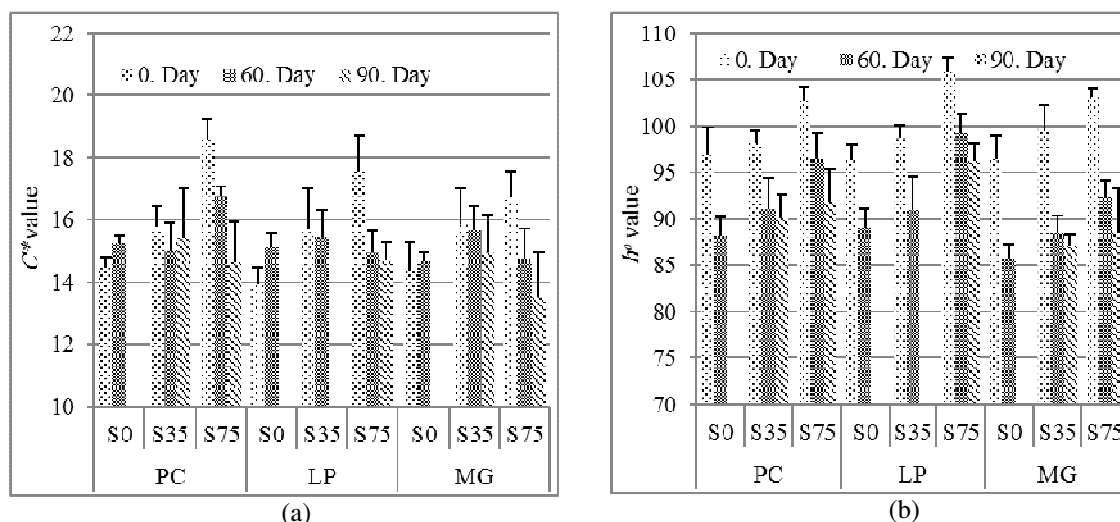 22
20
18
16
14
12
10
C* value
0. Day 60. Day 90. Day
S0 S35 S75 S0 S35 S75 S0 S35 S75
PC LP MG
(a)
110
105
100
95
90
85
80
75
70
h° value
0. Day 60. Day 90. Day
S0 S35 S75 S0 S35 S75 S0 S35 S75
PC LP MG
(b)